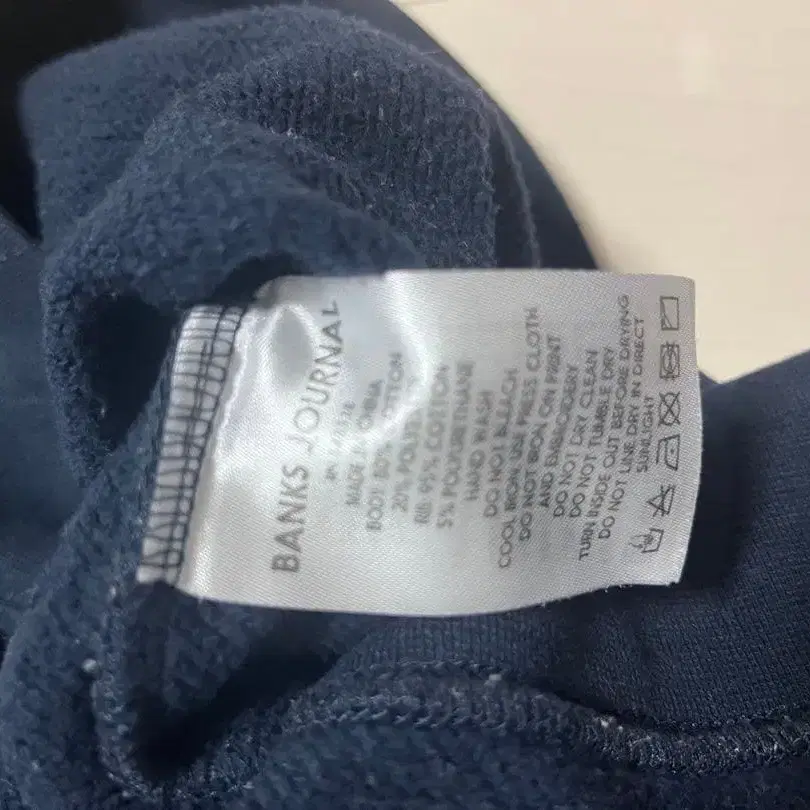 BANKS JOURNAL
MADE IN CHINA
BODY: 80% COTTON
20% POLYESTER
RIB: 95% COTTON
5% POLYURETHANE
HAND WASH
DO NOT BLEACH
COOL IRON USE PRESS CLOTH
DO NOT IRON ON PRINT
AND EMBROIDERY
DO NOT DRY CLEAN
DO NOT TUMBLE DRY
TURN INSIDE OUT BEFORE DRYING
DO NOT LINE DRY IN DIRECT
SUNLIGHT